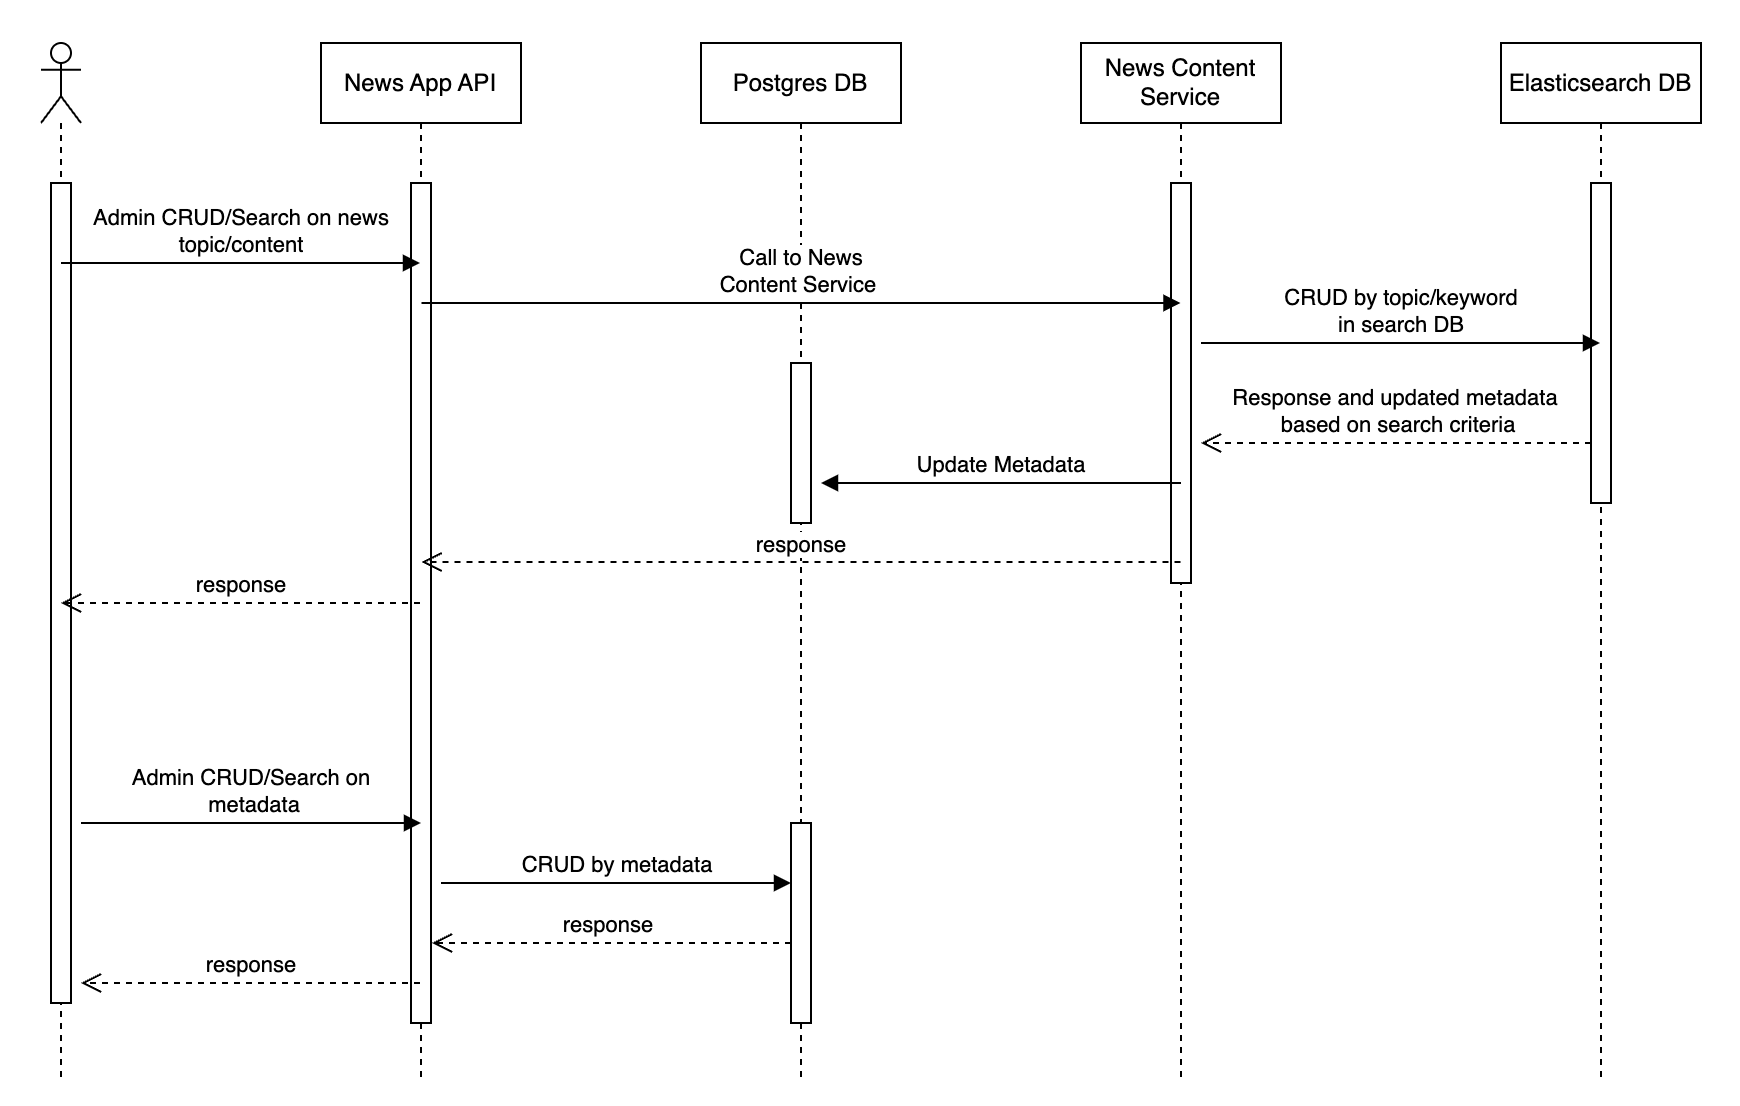 News App API
Postgres DB
News Content
Service
Elasticsearch DB
Admin CRUD/Search on news
topic/content
Call to News
Content Service
CRUD by topic/keyword
in search DB
Response and updated metadata
based on search criteria
Update Metadata
response
response
Admin CRUD/Search on
metadata
CRUD by metadata
response
response